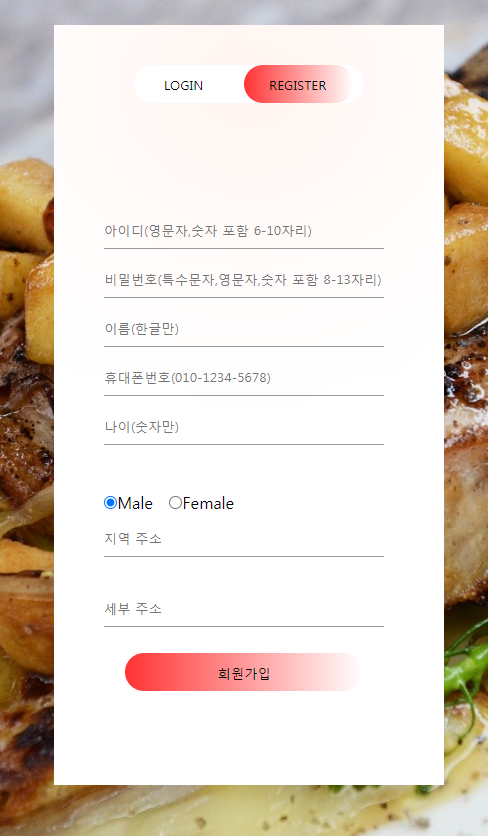 LOGIN REGISTER
아이디(영문자,숫자 포함 6-10자리)
비밀번호(특수문자,영문자,숫자 포함 8-13자리)
이름(한글만)
휴대폰번호(010-1234-5678)
나이(숫자만)
Male Female
지역 주소
세부 주소
회원가입